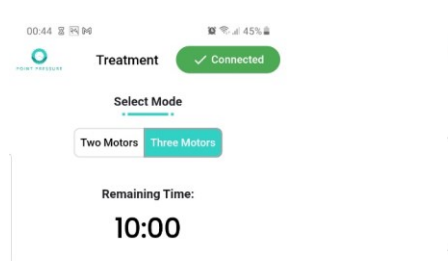 00:44 45%
POINT PRESSURE Treatment ✓ Connected
Select Mode
Two Motors Three Motors
Remaining Time:
10:00